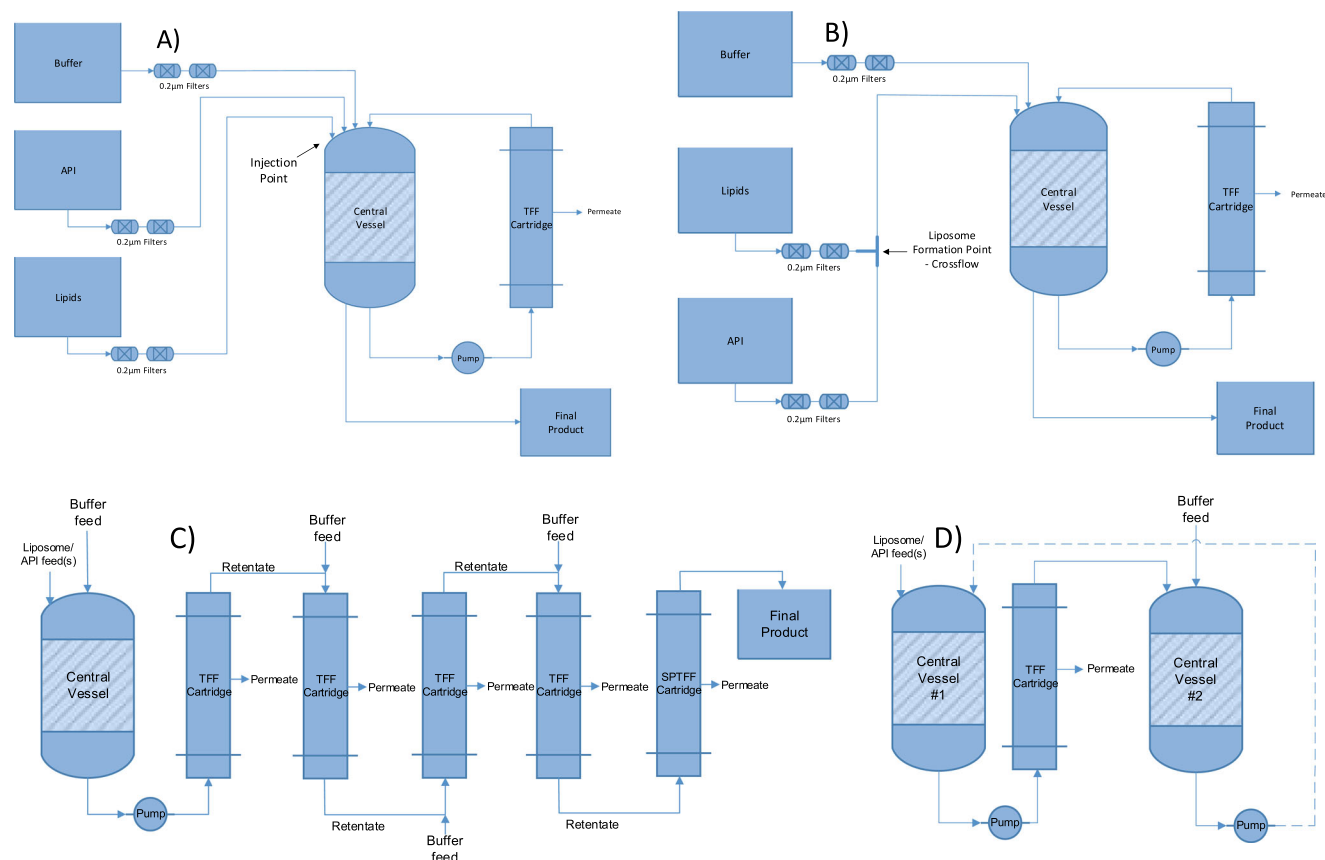 A)
Buffer
0.2µm Filters
API
0.2µm Filters
Lipids
0.2µm Filters
Injection
Point
Central
Vessel
TFF
Cartridge
Permeate
Pump
Final
Product
B)
Buffer
0.2µm Filters
Lipids
0.2µm Filters
Liposome
Formation Point
- Crossflow
API
0.2µm Filters
Central
Vessel
TFF
Cartridge
Permeate
Pump
Final
Product
C)
Buffer
feed
Liposome/
API feed(s)
Central
Vessel
Pump
TFF
Cartridge
Permeate
Retentate
Buffer
feed
TFF
Cartridge
Permeate
Retentate
Buffer
feed
TFF
Cartridge
Permeate
Retentate
Buffer
feed
TFF
Cartridge
Permeate
Retentate
SPTFF
Cartridge
Permeate
Final
Product
D)
Liposome/
API feed(s)
Central
Vessel
#1
Pump
TFF
Cartridge
Permeate
Buffer
feed
Central
Vessel
#2
Pump